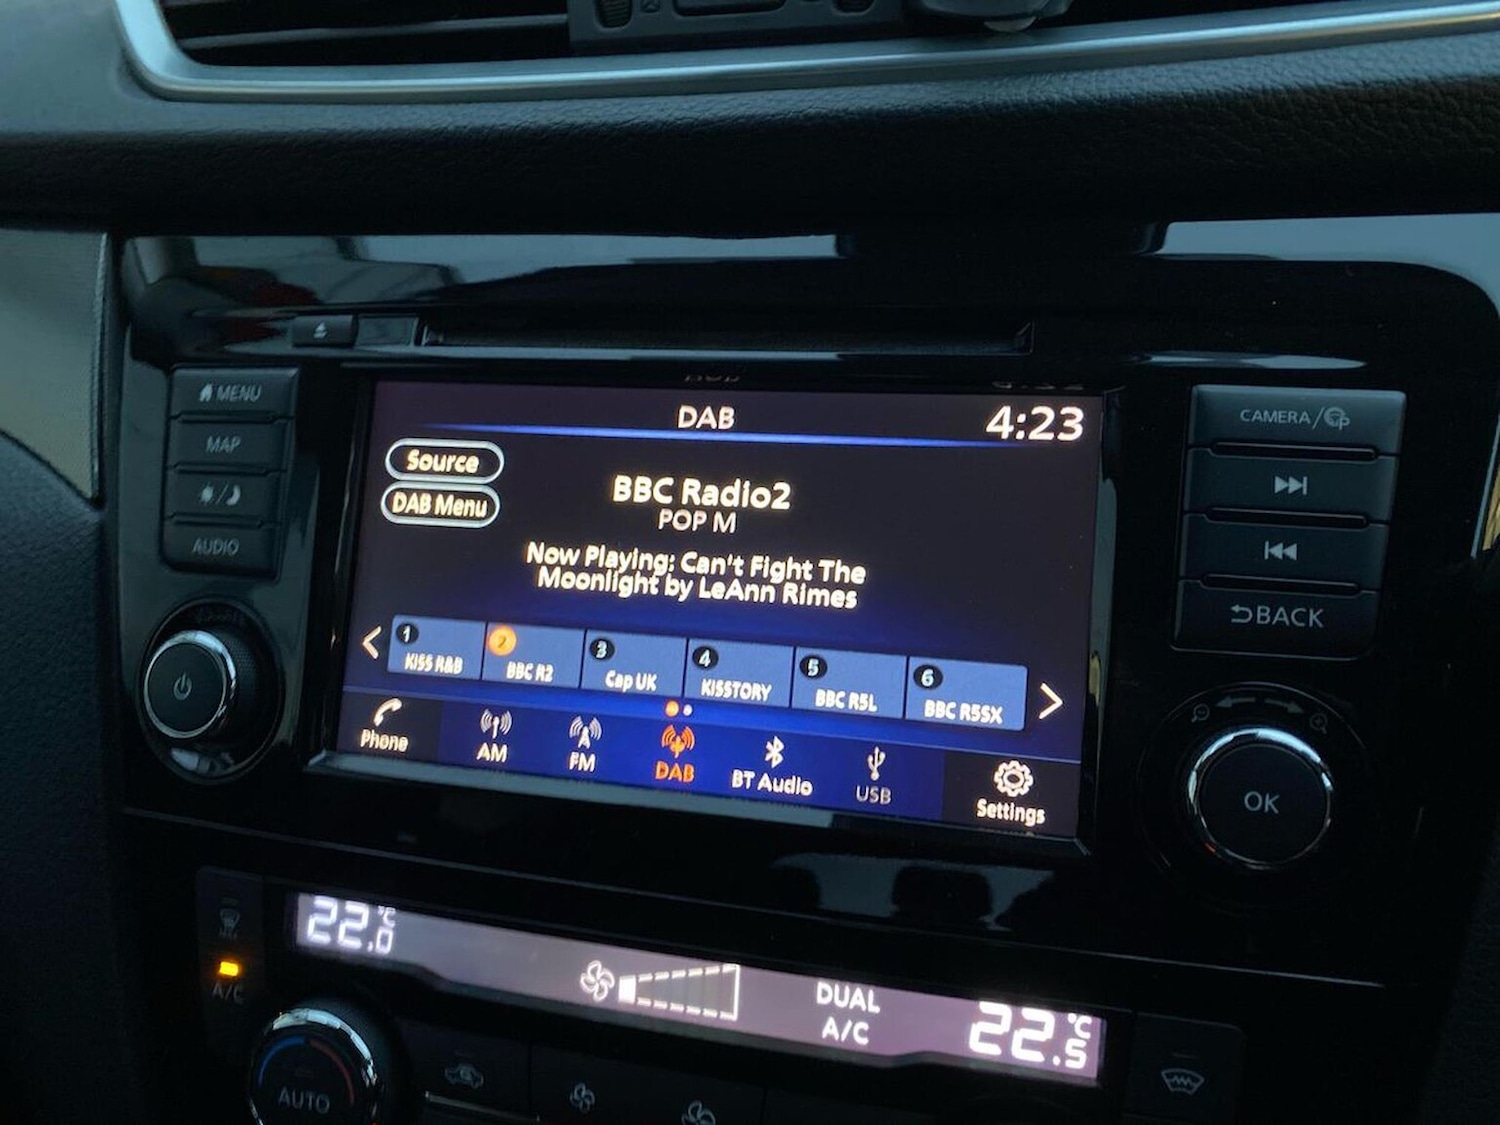 MENU
MAP
AUDIO
DAB
4:23
Source
DAB Menu
BBC Radio2
POP M
Now Playing: Can't Fight The
Moonlight by LeAnn Rimes
1
KISS R&B
2
BBC R2
3
Cap UK
4
KISSTORY
5
BBC R5L
6
BBC R5SX
Phone
AM
FM
DAB
BT Audio
USB
Settings
CAMERA/
BACK
OK
22.0 °C
A/C
DUAL
A/C
22.5 °C
AUTO